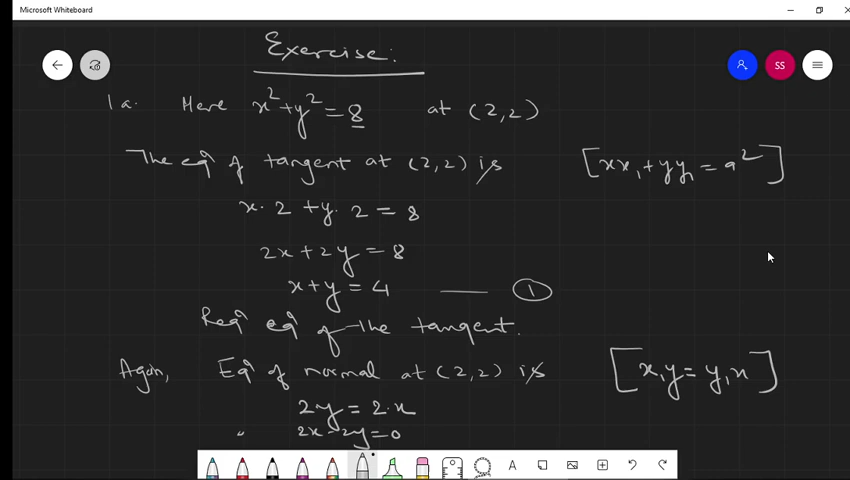 Microsoft Whiteboard
Exercise:
SS
1a. Here x²+y²=8 at (2,2)
The eqⁿ of tangent at (2,2) is [xx₁+yy₁=a²]
x·2+y·2=8
2x+2y=8
x+y=4 —— ①
Reqᵈ eqⁿ of the tangent.
Again, Eqⁿ of normal at (2,2) is [x₁y=y₁x]
2y=2·x
2x-2y=0
A